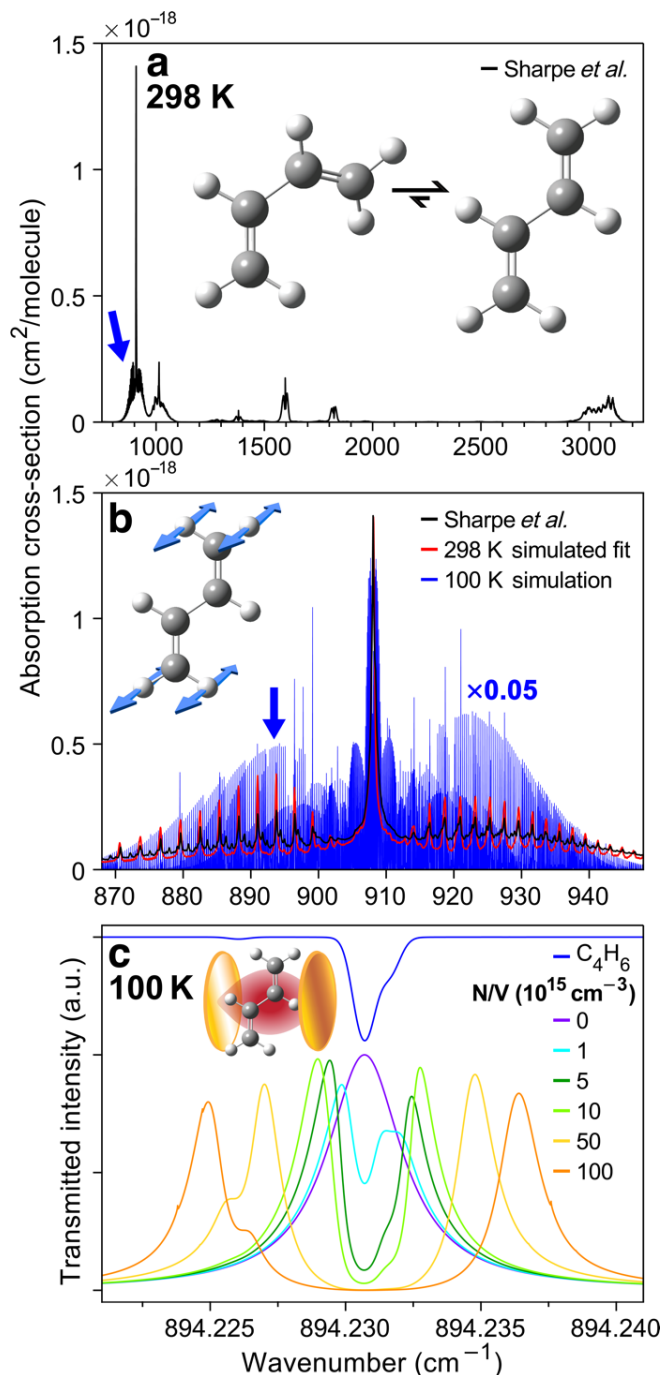 × 10⁻¹⁸
1.5
a
298 K
Sharpe et al.
1
0.5
0
1000 1500 2000 2500 3000
Absorption cross-section (cm²/molecule)
× 10⁻¹⁸
1.5
b
Sharpe et al.
298 K simulated fit
100 K simulation
1
×0.05
0.5
0
870 880 890 900 910 920 930 940
c
100 K
C₄H₆
N/V (10¹⁵ cm⁻³)
0
1
5
10
50
100
Transmitted intensity (a.u.)
894.225 894.230 894.235 894.240
Wavenumber (cm⁻¹)